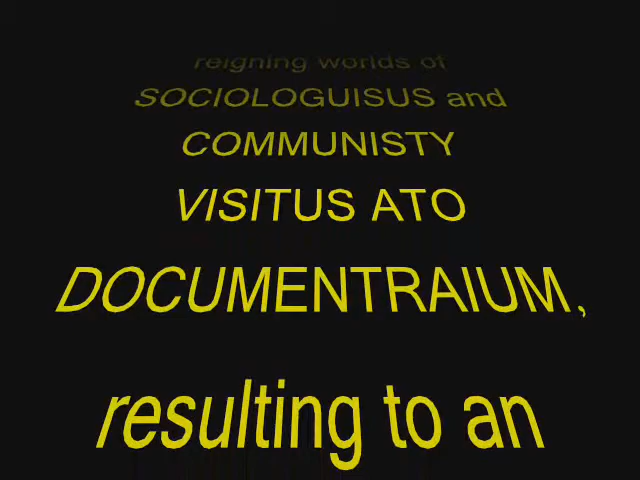 reigning worlds of
SOCIOLOGUISUS and
COMMUNISTY
VISITUS ATO
DOCUMENTRAIUM,
resulting to an